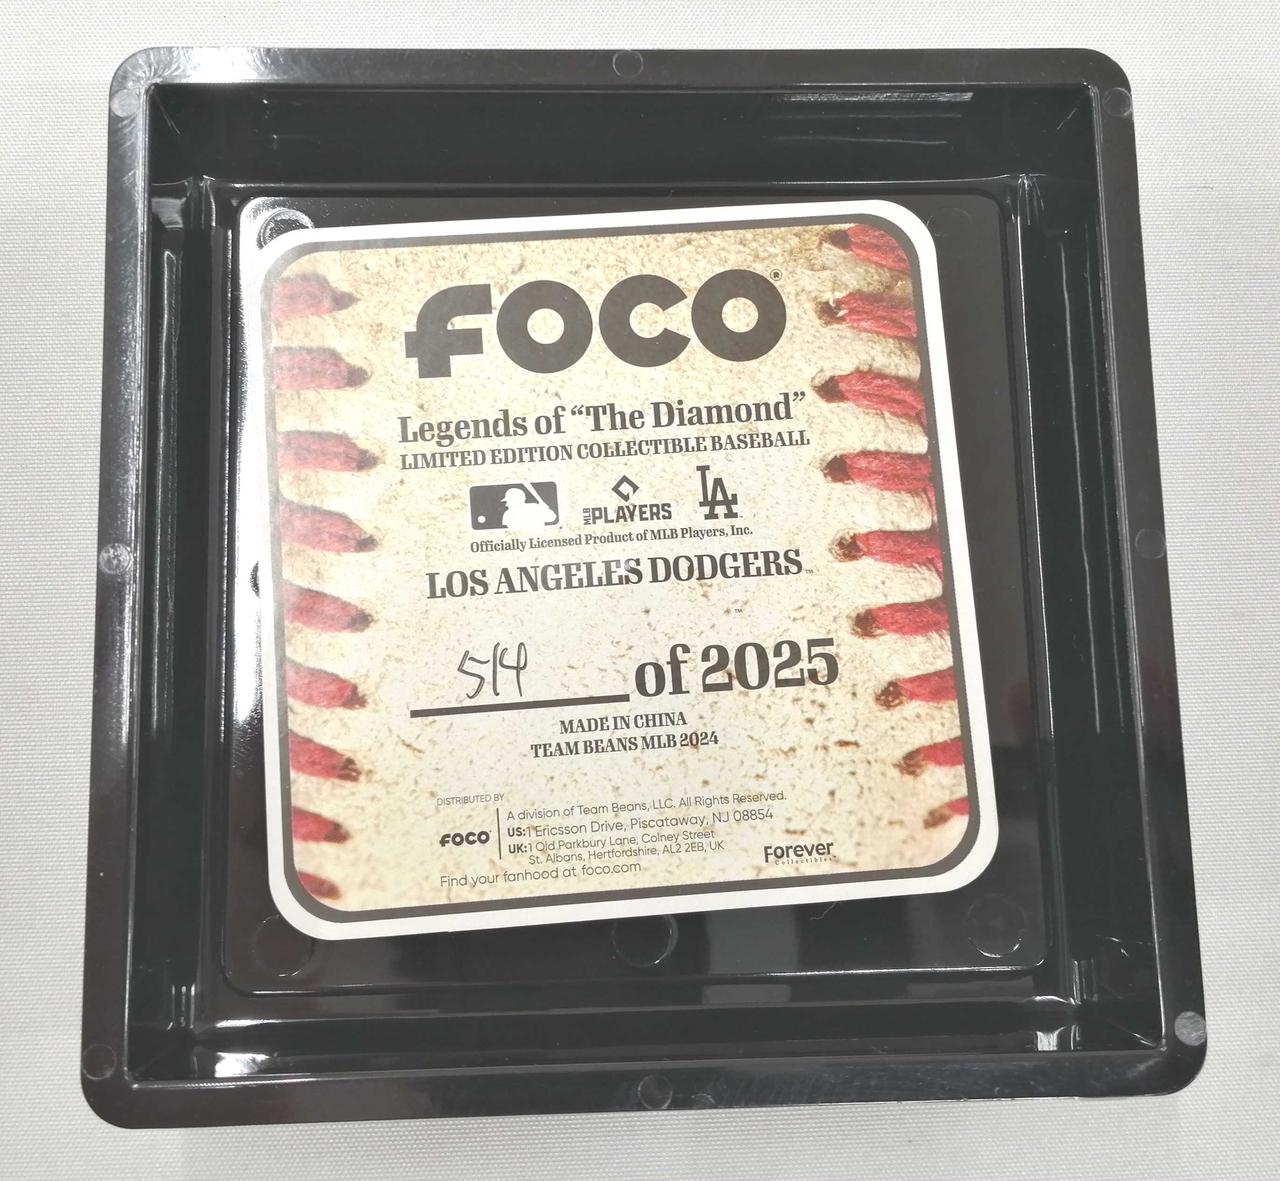 FOCO®
Legends of “The Diamond”
LIMITED EDITION COLLECTIBLE BASEBALL
MLB PLAYERS LA
Officially Licensed Product of MLB Players, Inc.
LOS ANGELES DODGERS™
™
514 of 2025
MADE IN CHINA
TEAM BEANS MLB 2024
DISTRIBUTED BY
FOCO
A division of Team Beans, LLC. All Rights Reserved.
US:1 Ericsson Drive, Piscataway, NJ 08854
UK:1 Old Parkbury Lane, Colney Street
St. Albans, Hertfordshire, AL2 2EB, UK
Find your fanhood at foco.com
Forever
Collectibles™